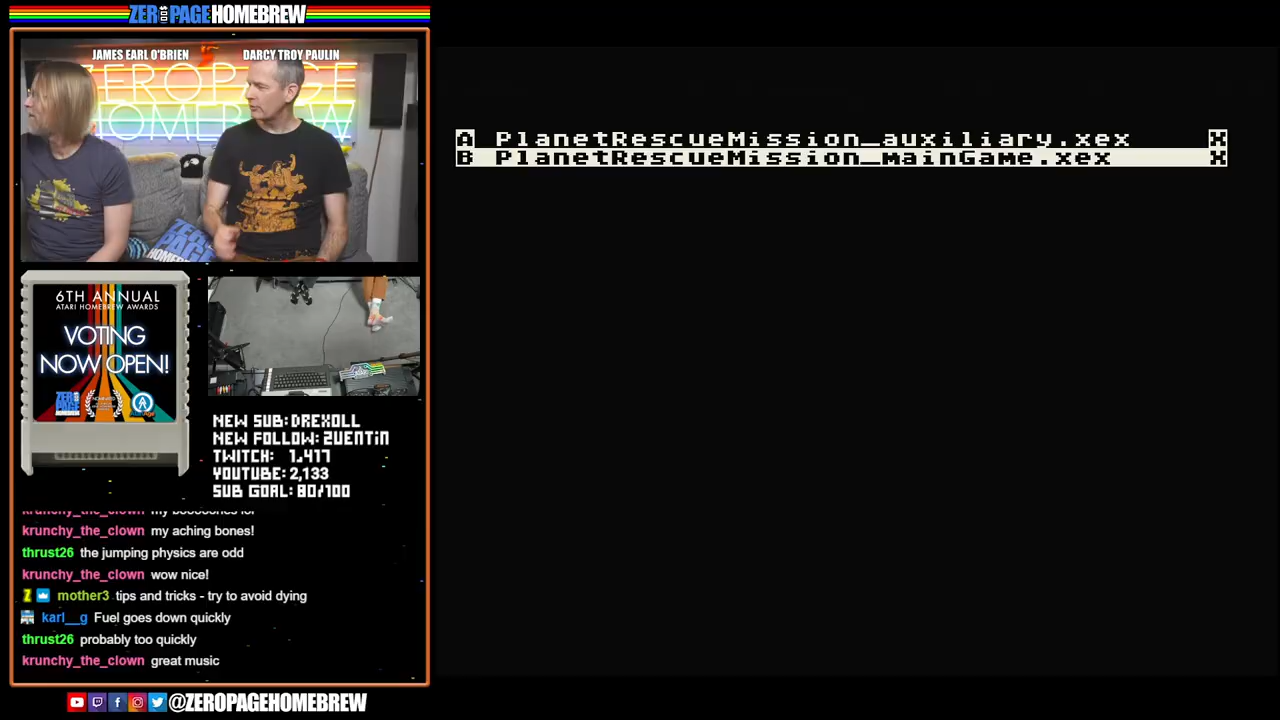 ZEROPAGE HOMEBREW
JAMES EARL O'BRIEN
DARCY TROY PAULIN
ZEROPAGE
HOMEBREW
A PlanetRescueMission_auxiliary.xex X
B PlanetRescueMission_mainGame.xex X
6TH ANNUAL
ATARI HOMEBREW AWARDS
VOTING
NOW OPEN!
NEW SUB: DREXOLL
NEW FOLLOW: ZUENTIN
TWITCH: 1,417
YOUTUBE: 2,133
SUB GOAL: 80/100
krunchy_the_clown my aching bones!
thrust26 the jumping physics are odd
krunchy_the_clown wow nice!
mother3 tips and tricks - try to avoid dying
karl__g Fuel goes down quickly
thrust26 probably too quickly
krunchy_the_clown great music
@ZEROPAGEHOMEBREW